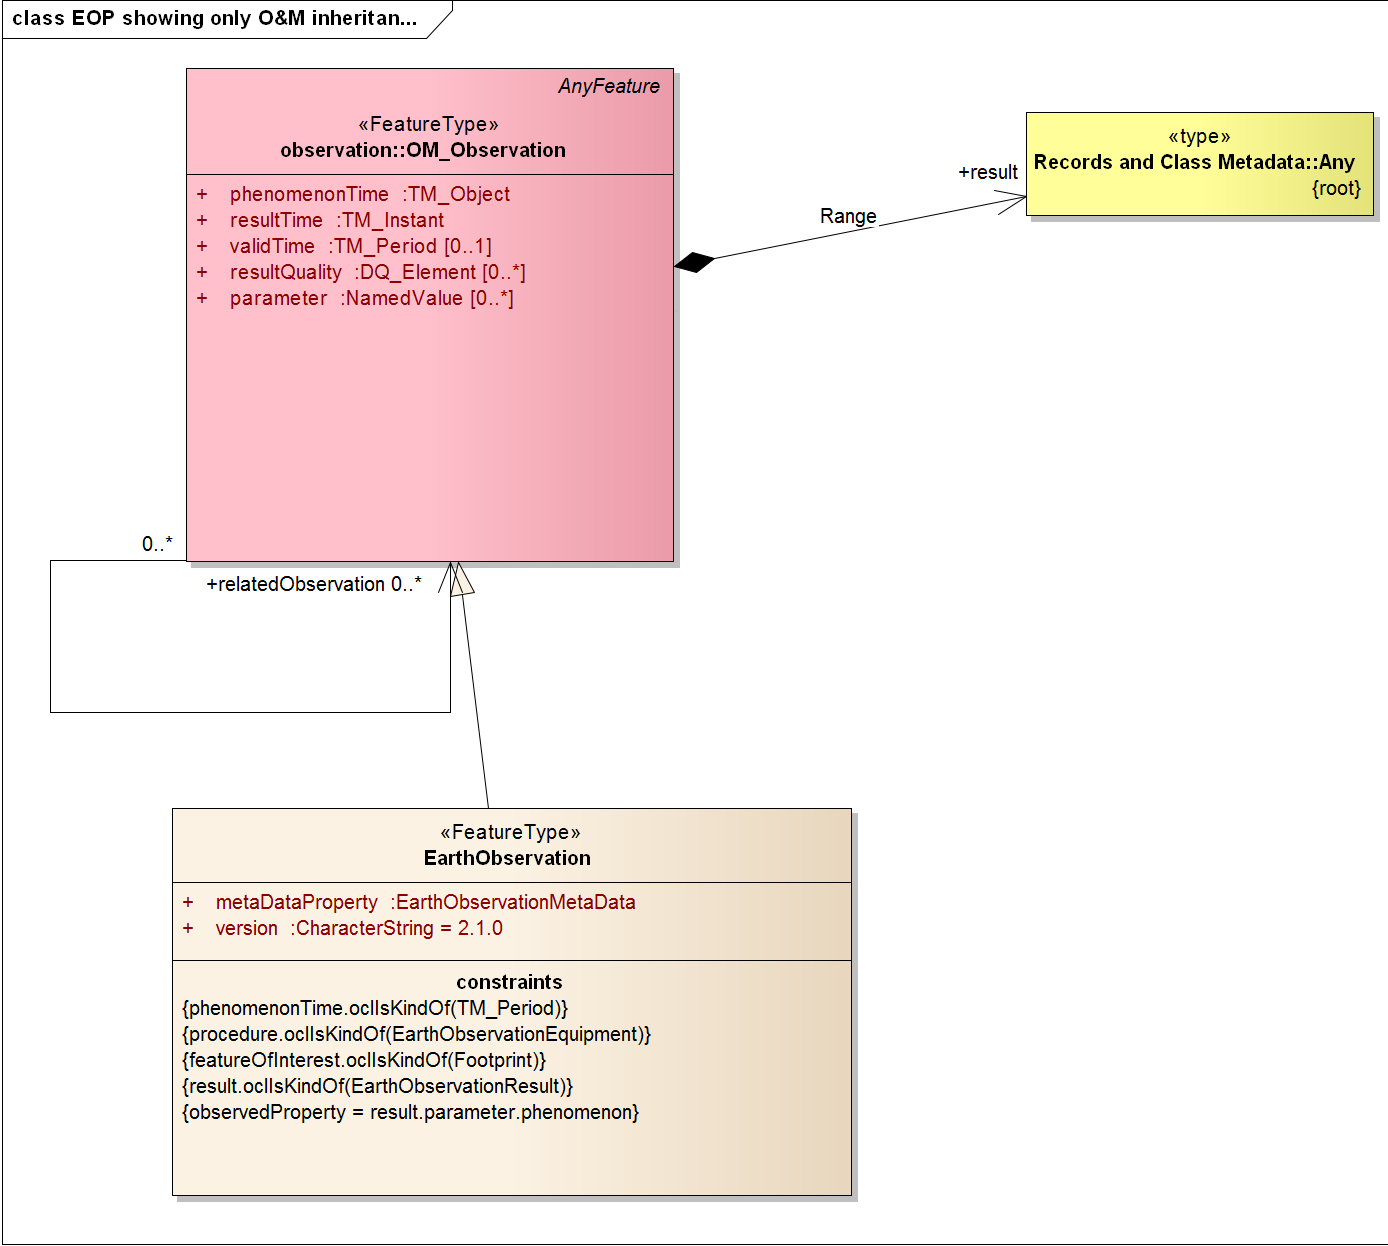 class EOP showing only O&M inheritan...
AnyFeature
«FeatureType»
observation::OM_Observation
+ phenomenonTime :TM_Object
+ resultTime :TM_Instant
+ validTime :TM_Period [0..1]
+ resultQuality :DQ_Element [0..*]
+ parameter :NamedValue [0..*]
«type»
Records and Class Metadata::Any
{root}
+result
Range
0..*
+relatedObservation 0..*
«FeatureType»
EarthObservation
+ metaDataProperty :EarthObservationMetaData
+ version :CharacterString = 2.1.0
constraints
{phenomenonTime.oclIsKindOf(TM_Period)}
{procedure.oclIsKindOf(EarthObservationEquipment)}
{featureOfInterest.oclIsKindOf(Footprint)}
{result.oclIsKindOf(EarthObservationResult)}
{observedProperty = result.parameter.phenomenon}